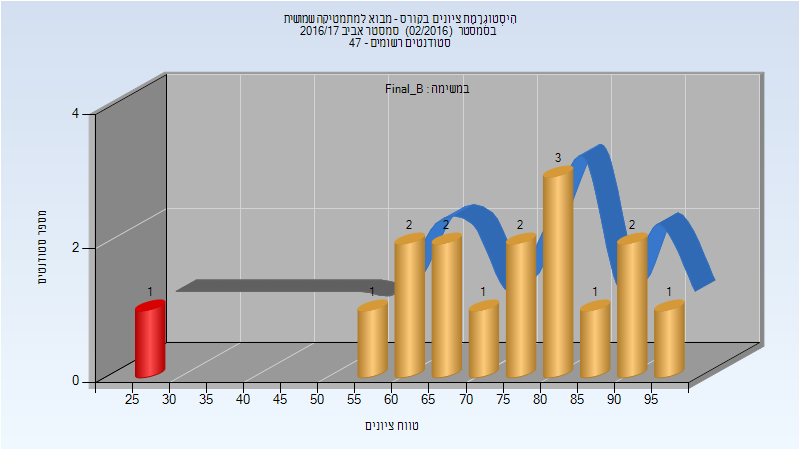 היסטוגרמת ציונים בקורס - מבוא למתמטיקה שמושית
בסמסטר (02/2016) סמסטר אביב 2016/17
סטודנטים רשומים - 47
במשימה : Final_B
מספר סטודנטים
4
2
0
1
1
2
2
1
2
3
1
2
1
25 30 35 40 45 50 55 60 65 70 75 80 85 90 95
טווח ציונים